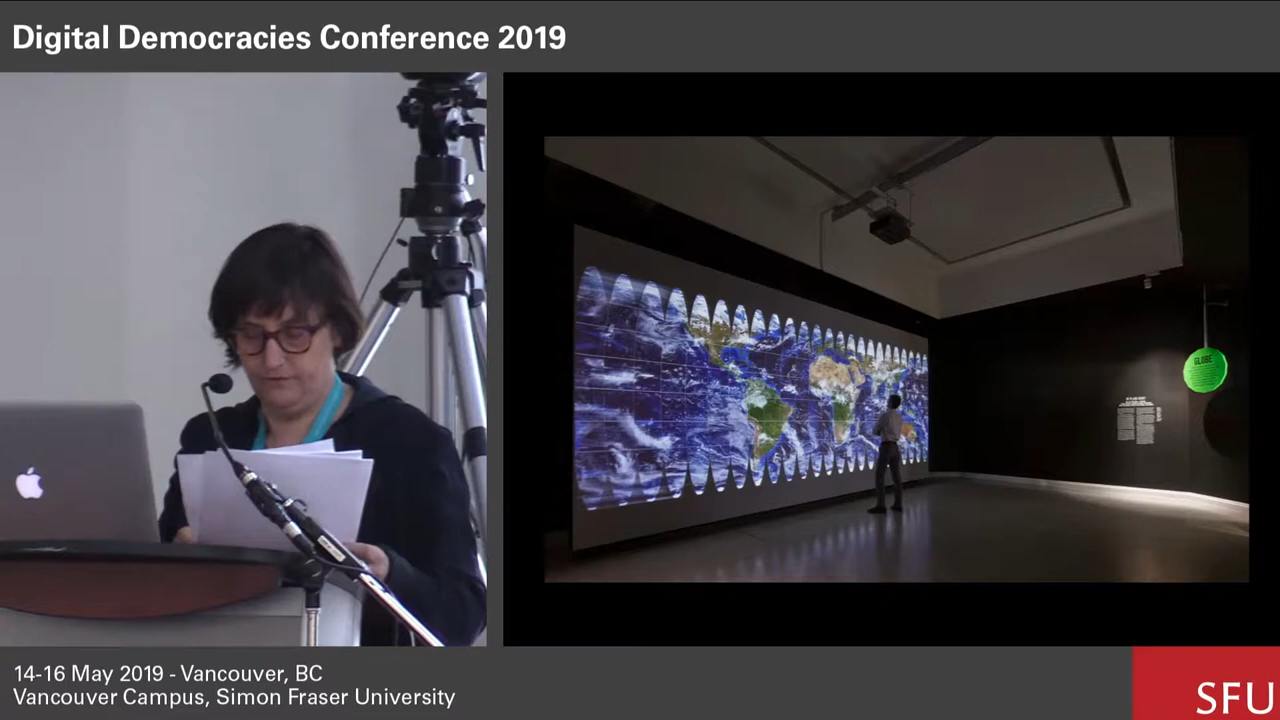 Digital Democracies Conference 2019
GLOBE
14-16 May 2019 - Vancouver, BC
Vancouver Campus, Simon Fraser University
SFU